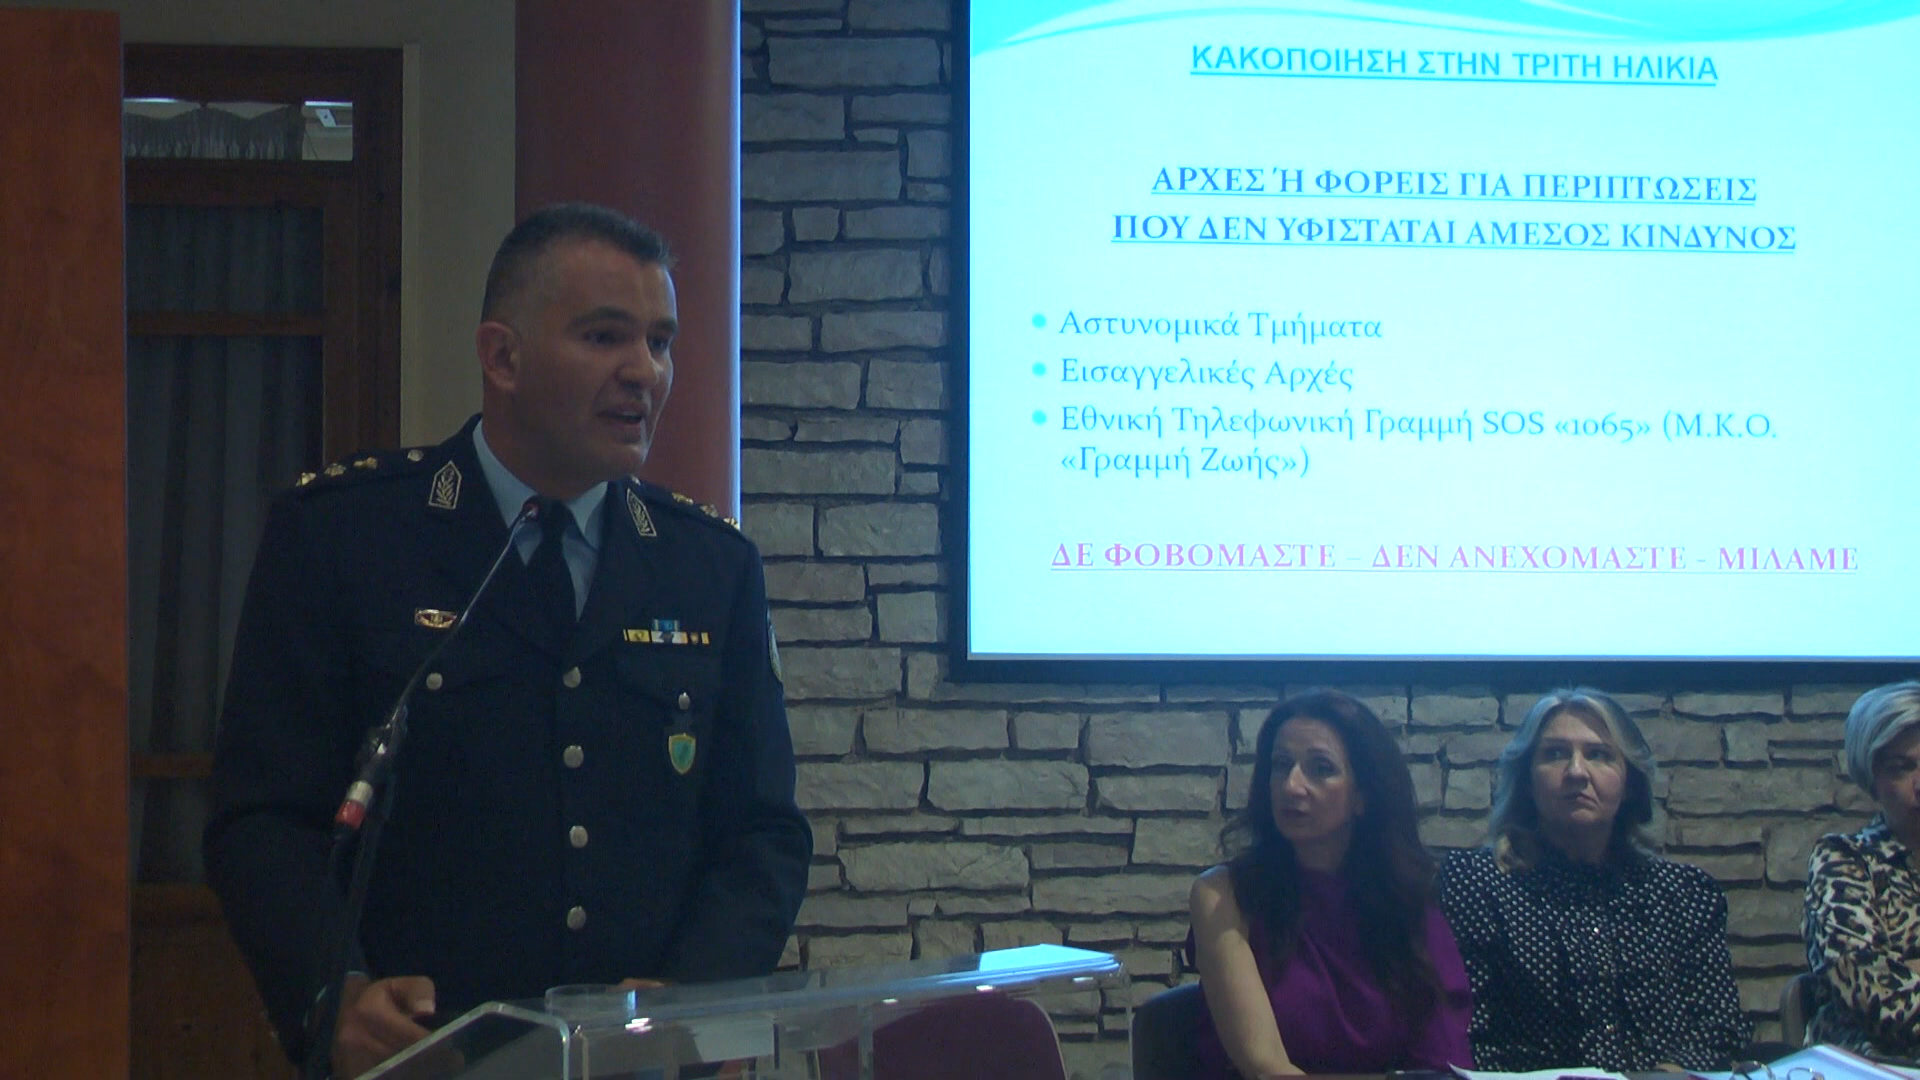 ΚΑΚΟΠΟΙΗΣΗ ΣΤΗΝ ΤΡΙΤΗ ΗΛΙΚΙΑ
ΑΡΧΕΣ Ή ΦΟΡΕΙΣ ΓΙΑ ΠΕΡΙΠΤΩΣΕΙΣ
ΠΟΥ ΔΕΝ ΥΦΙΣΤΑΤΑΙ ΑΜΕΣΟΣ ΚΙΝΔΥΝΟΣ
• Αστυνομικά Τμήματα
• Εισαγγελικές Αρχές
• Εθνική Τηλεφωνική Γραμμή SOS «1065» (Μ.Κ.Ο.
«Γραμμή Ζωής»)
ΔΕ ΦΟΒΟΜΑΣΤΕ – ΔΕΝ ΑΝΕΧΟΜΑΣΤΕ - ΜΙΛΑΜΕ